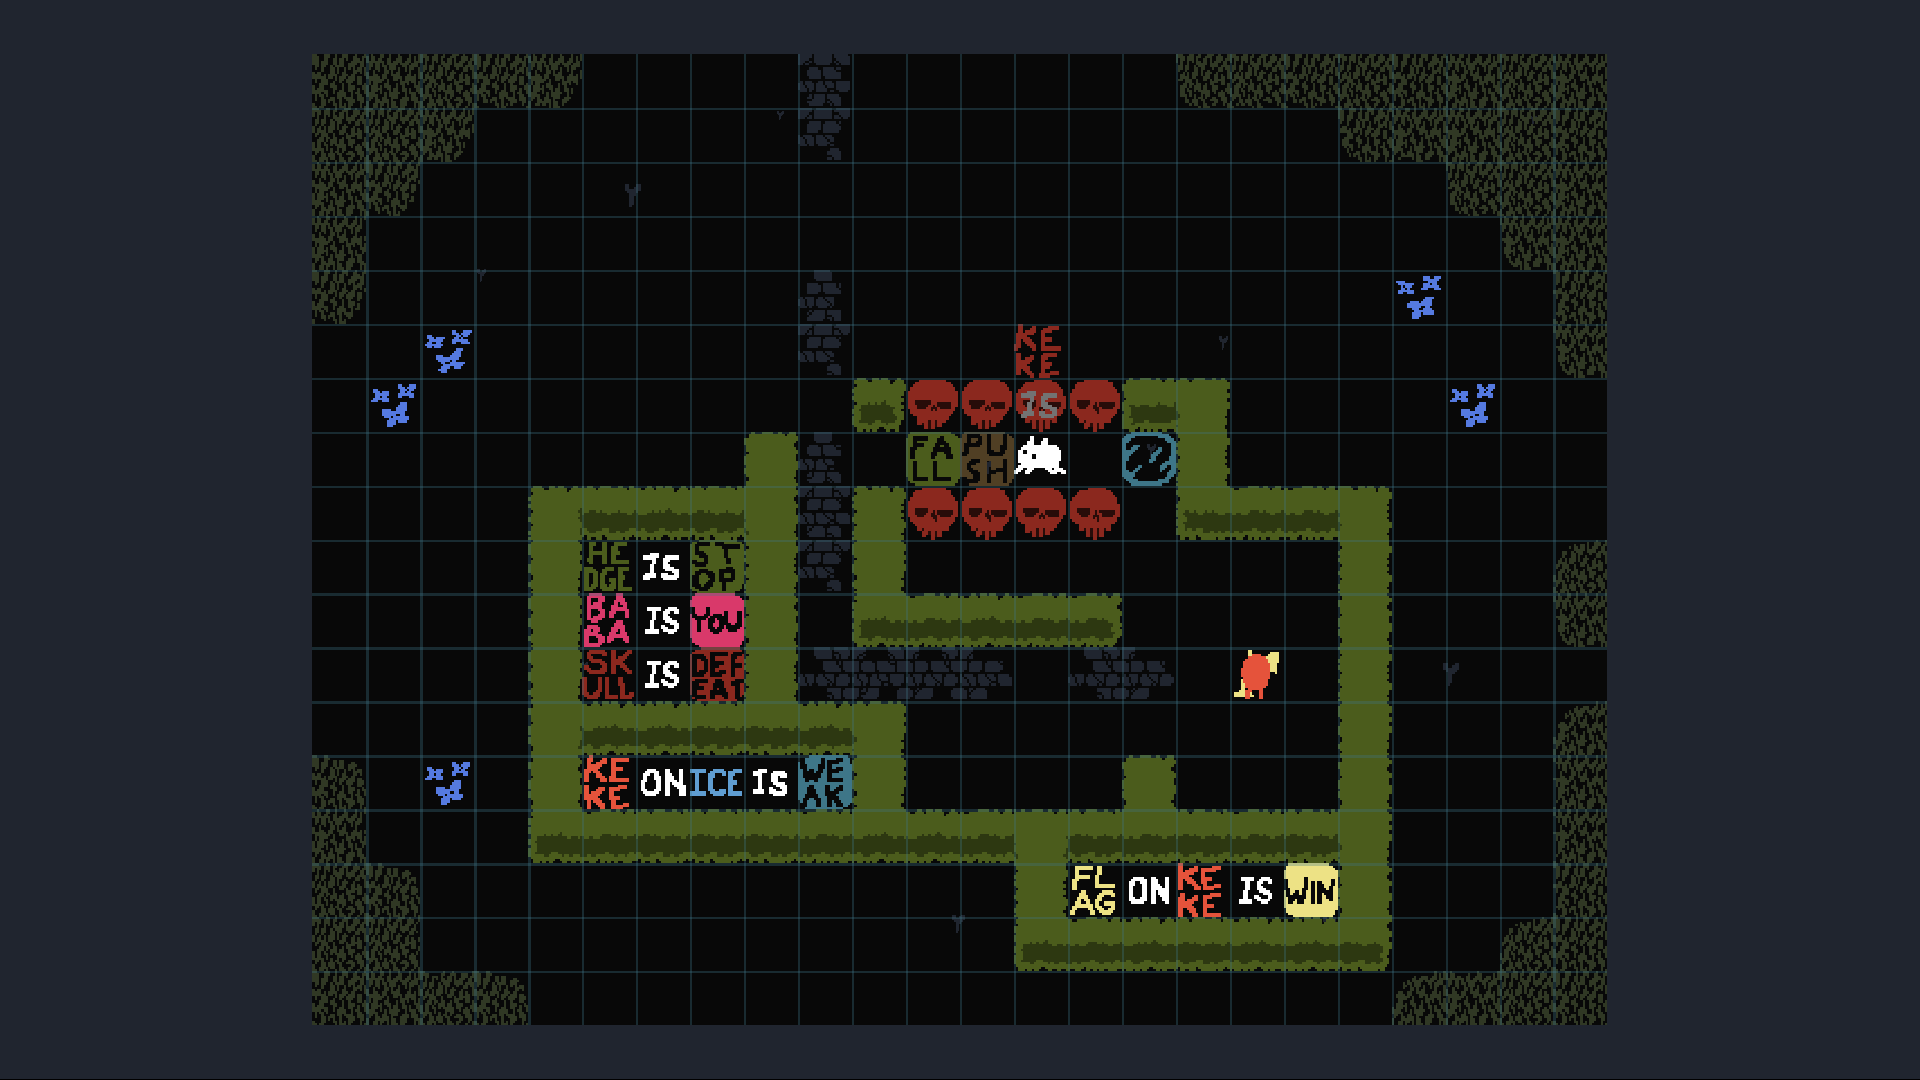 KEKE
IS
FALL PUSH
HEDGE IS STOP
BABA IS YOU
SKULL IS DEFEAT
KEKE ON ICE IS WEAK
FLAG ON KEKE IS WIN